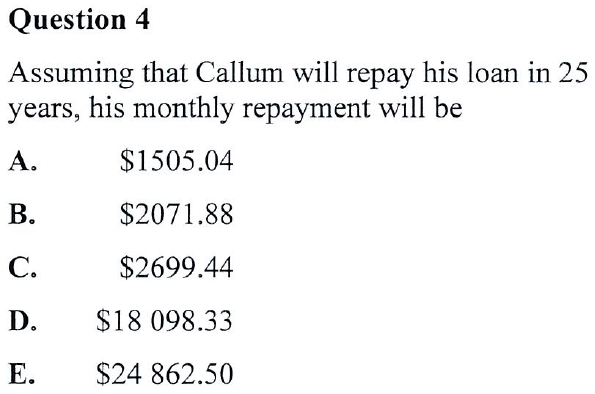 Question 4
Assuming that Callum will repay his loan in 25
years, his monthly repayment will be
A. $1505.04
B. $2071.88
C. $2699.44
D. $18 098.33
E. $24 862.50